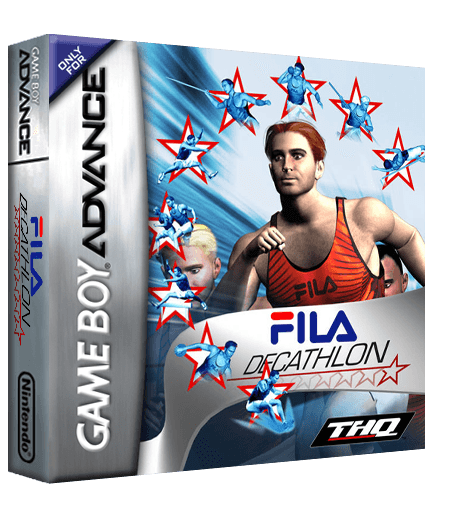 GAME BOY
ADVANCE
FILA
DECATHLON
Nintendo®
ONLY
FOR
GAME BOY ADVANCE
FILA
FILA
DECATHLON
THQ